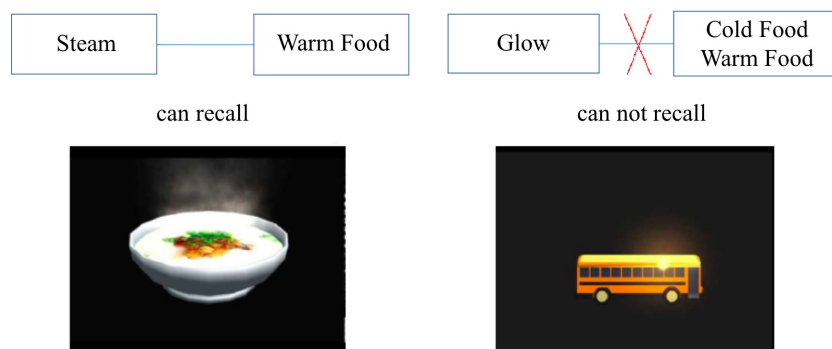 Steam
Warm Food
Glow
Cold Food
Warm Food
can recall
can not recall